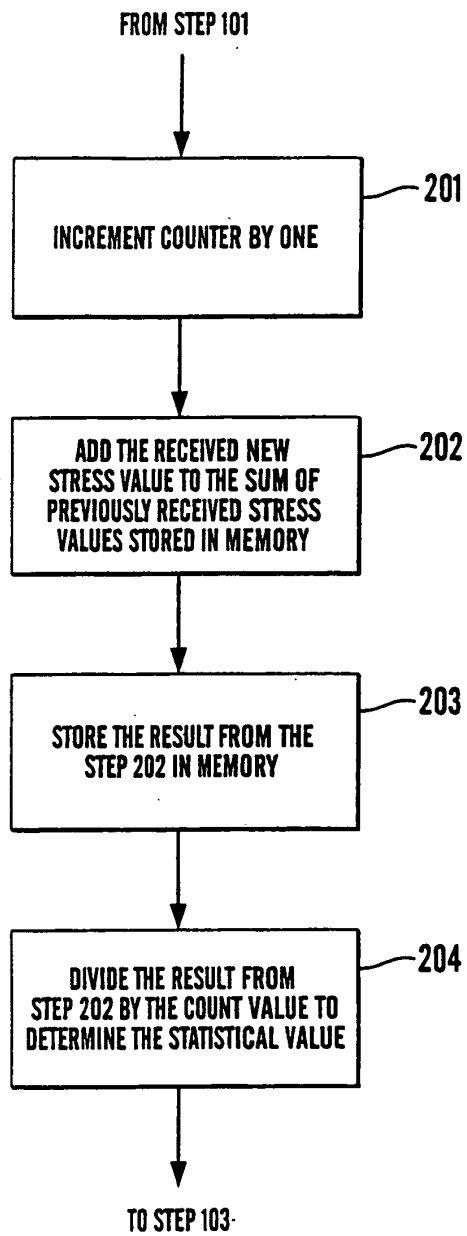 FROM STEP 101
201
INCREMENT COUNTER BY ONE
202
ADD THE RECEIVED NEW
STRESS VALUE TO THE SUM OF
PREVIOUSLY RECEIVED STRESS
VALUES STORED IN MEMORY
203
STORE THE RESULT FROM THE
STEP 202 IN MEMORY
204
DIVIDE THE RESULT FROM
STEP 202 BY THE COUNT VALUE TO
DETERMINE THE STATISTICAL VALUE
TO STEP 103